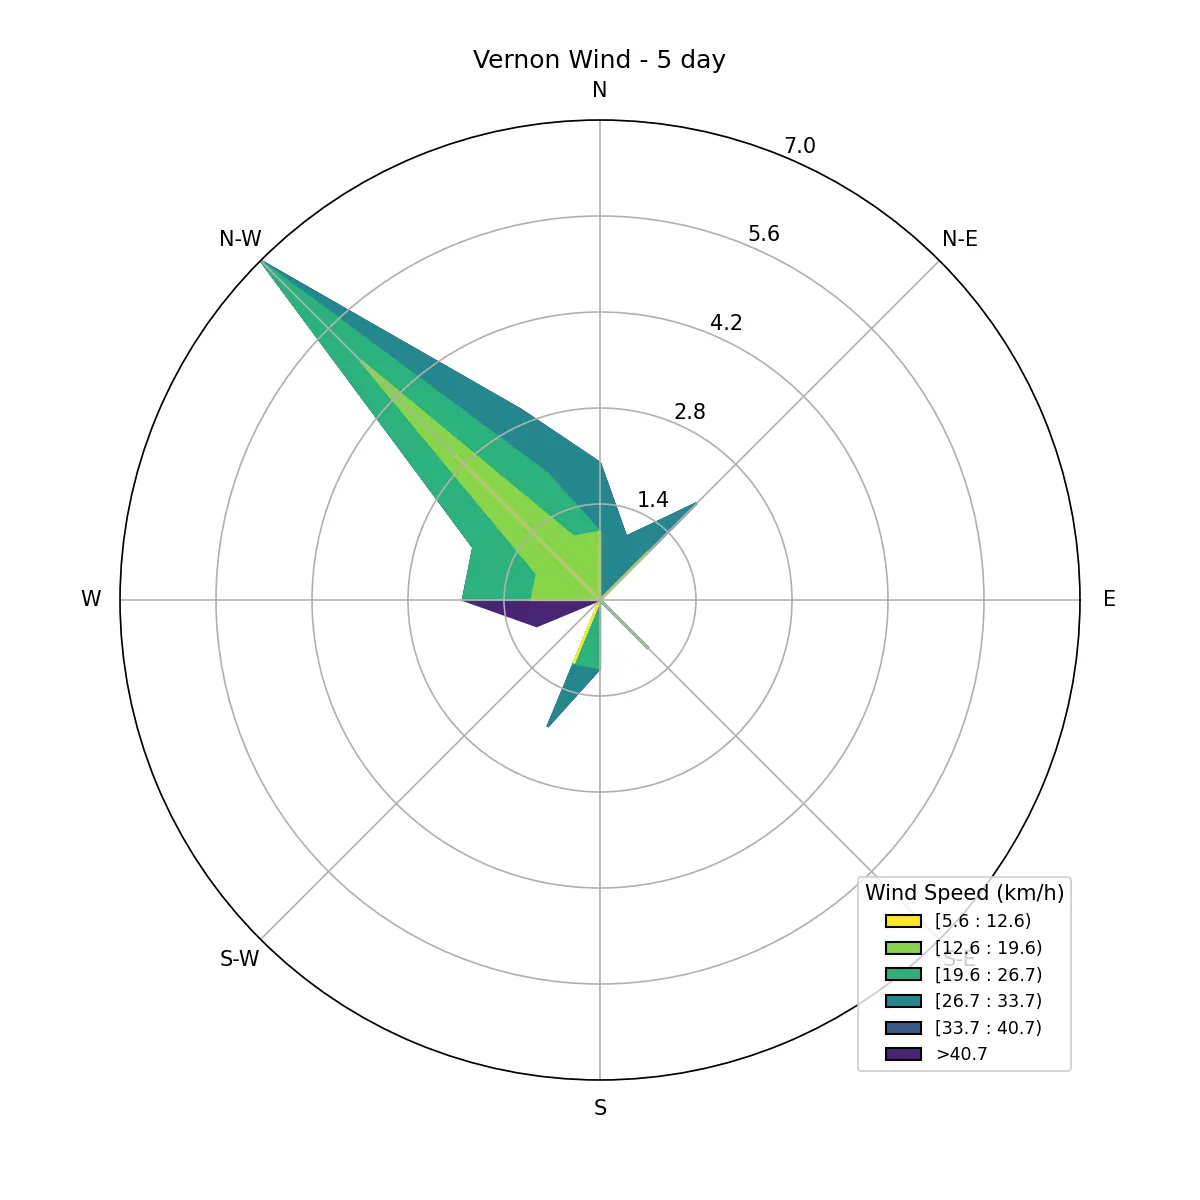 Vernon Wind - 5 day
N
7.0
N-W
N-E
5.6
4.2
2.8
1.4
W
E
S-W
S-E
Wind Speed (km/h)
[5.6 : 12.6)
[12.6 : 19.6)
[19.6 : 26.7)
[26.7 : 33.7)
[33.7 : 40.7)
>40.7
S